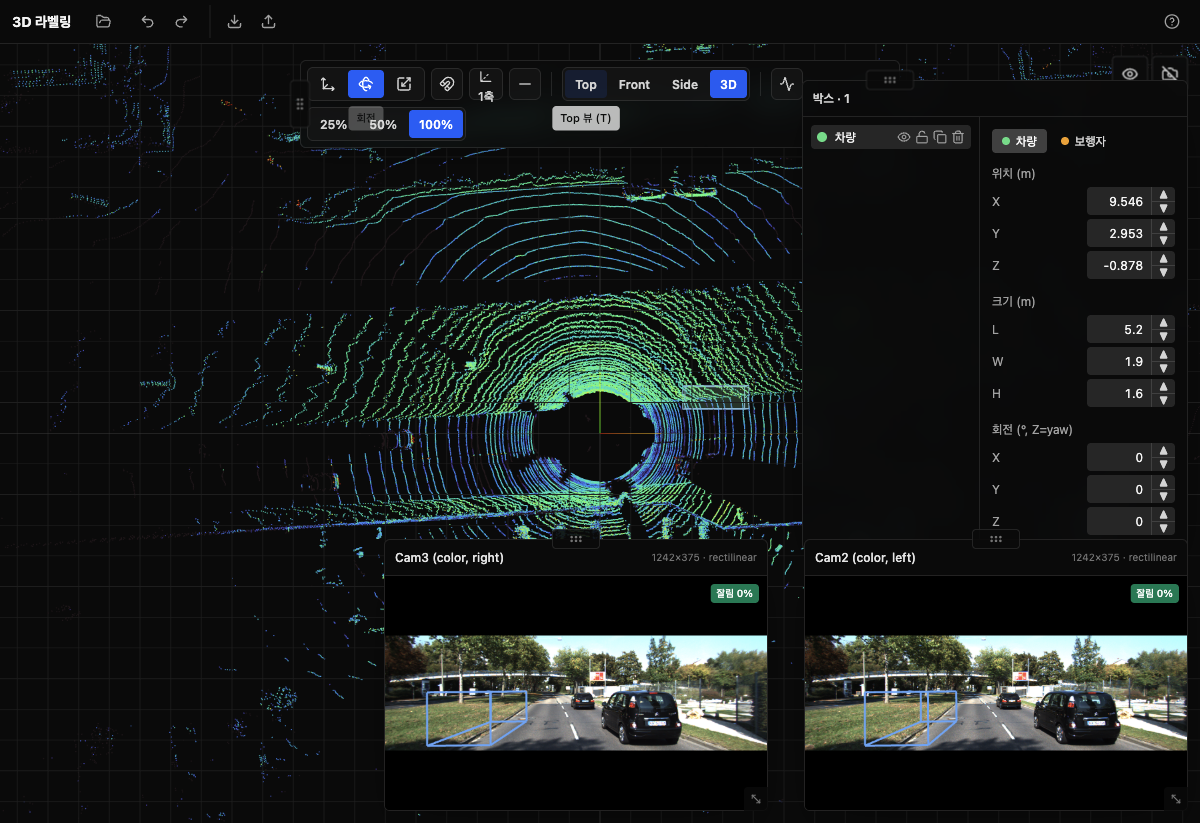 3D 라벨링
1축
Top Front Side 3D
25% 50% 100%
회전
Top 뷰 (T)
박스 · 1
차량
차량 보행자
위치 (m)
X 9.546
Y 2.953
Z -0.878
크기 (m)
L 5.2
W 1.9
H 1.6
회전 (°, Z=yaw)
X 0
Y 0
Z 0
Cam3 (color, right) 1242×375 · rectilinear
잘림 0%
Cam2 (color, left) 1242×375 · rectilinear
잘림 0%